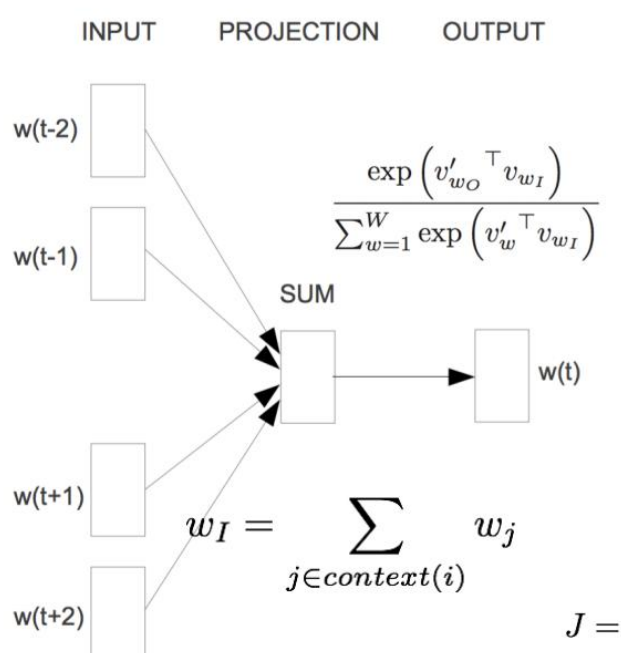 INPUT PROJECTION OUTPUT
w(t-2)
exp(v′_{w_O}^⊤ v_{w_I})
∑_{w=1}^{W} exp(v′_w^⊤ v_{w_I})
w(t-1)
SUM
w(t)
w(t+1)
w_I = ∑_{j∈context(i)} w_j
w(t+2)
J =